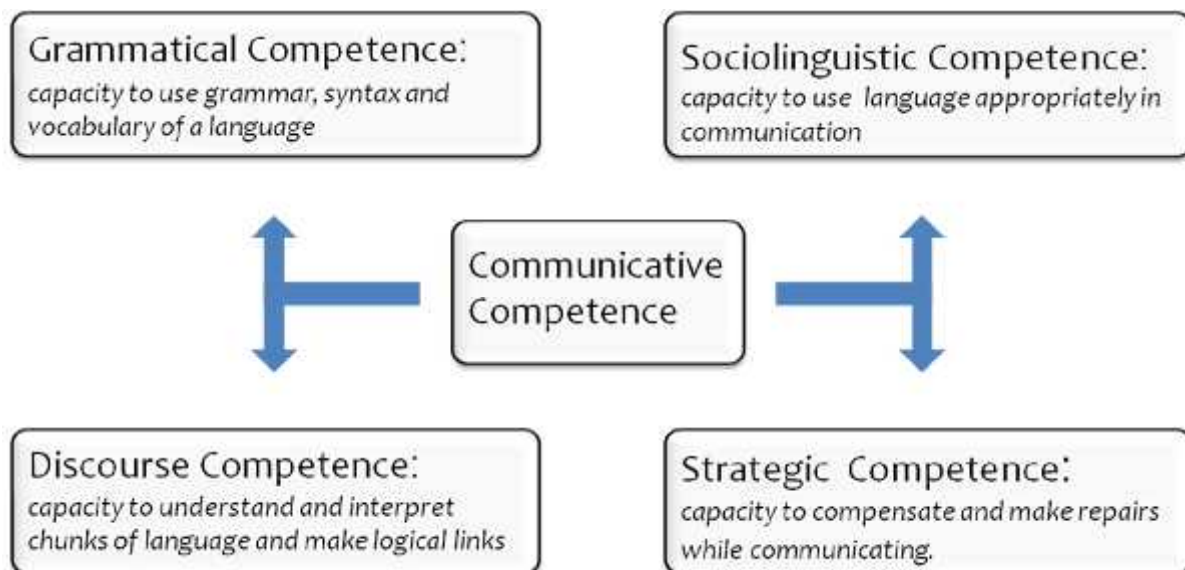 Grammatical Competence:
capacity to use grammar, syntax and
vocabulary of a language
Sociolinguistic Competence:
capacity to use language appropriately in
communication
Communicative
Competence
Discourse Competence:
capacity to understand and interpret
chunks of language and make logical links
Strategic Competence:
capacity to compensate and make repairs
while communicating.